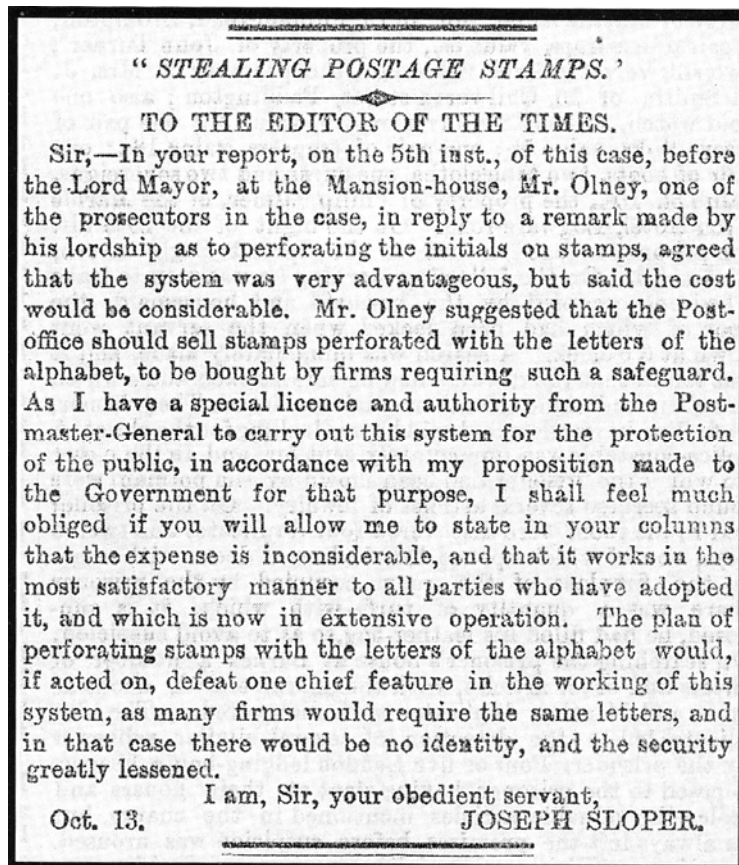 "STEALING POSTAGE STAMPS.'
TO THE EDITOR OF THE TIMES.
Sir,—In your report, on the 5th inst., of this case, before
the Lord Mayor, at the Mansion-house, Mr. Olney, one of
the prosecutors in the case, in reply to a remark made by
his lordship as to perforating the initials on stamps, agreed
that the system was very advantageous, but said the cost
would be considerable. Mr. Olney suggested that the Post-
office should sell stamps perforated with the letters of the
alphabet, to be bought by firms requiring such a safeguard.
As I have a special licence and authority from the Post-
master-General to carry out this system for the protection
of the public, in accordance with my proposition made to
the Government for that purpose, I shall feel much
obliged if you will allow me to state in your columns
that the expense is inconsiderable, and that it works in the
most satisfactory manner to all parties who have adopted
it, and which is now in extensive operation. The plan of
perforating stamps with the letters of the alphabet would,
if acted on, defeat one chief feature in the working of this
system, as many firms would require the same letters, and
in that case there would be no identity, and the security
greatly lessened.
I am, Sir, your obedient servant,
Oct. 13. JOSEPH SLOPER.